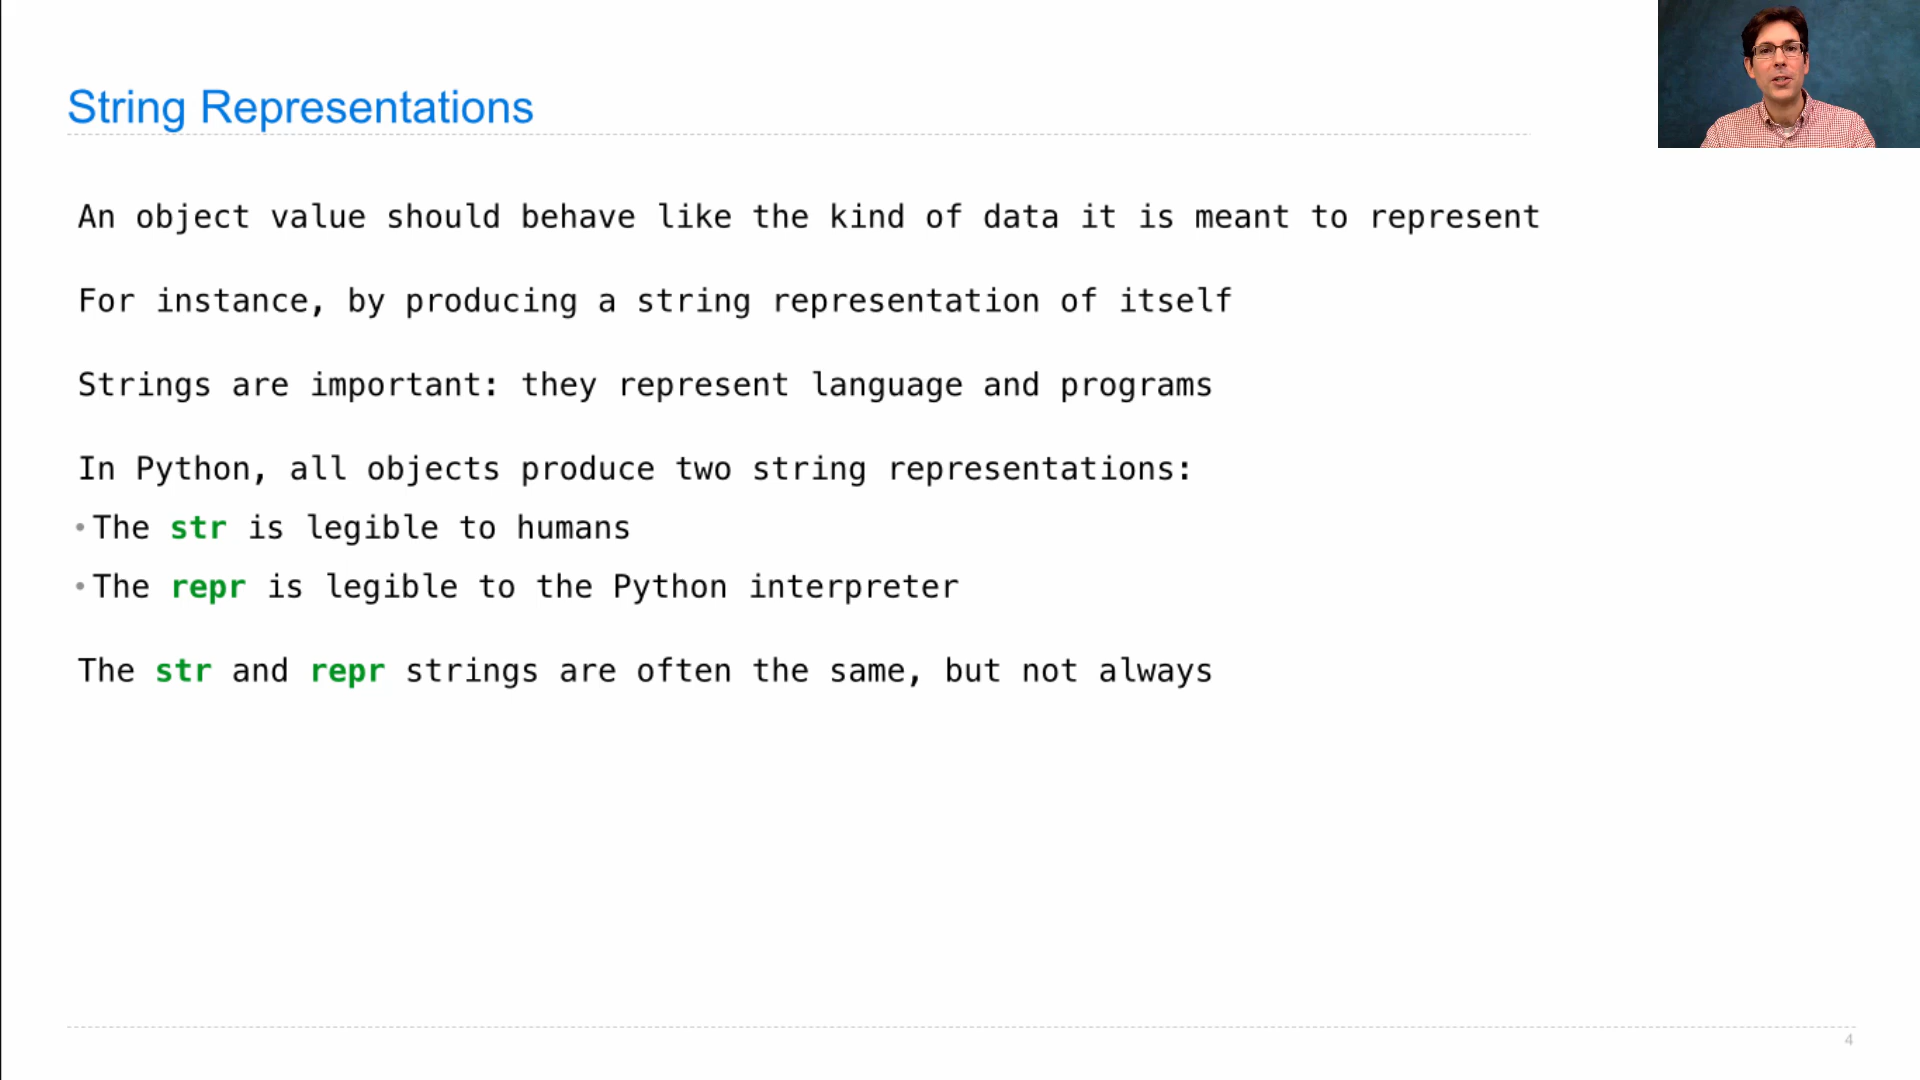 String Representations
An object value should behave like the kind of data it is meant to represent
For instance, by producing a string representation of itself
Strings are important: they represent language and programs
In Python, all objects produce two string representations:
•The str is legible to humans
•The repr is legible to the Python interpreter
The str and repr strings are often the same, but not always
4